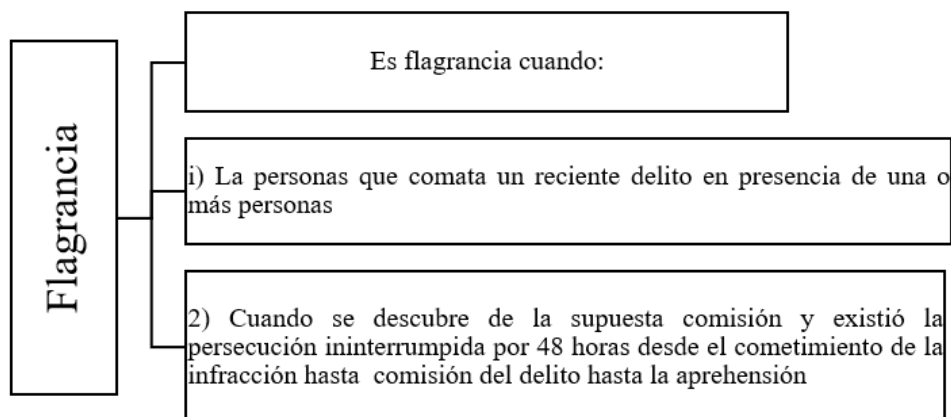 Flagrancia
Es flagrancia cuando:
i) La personas que comata un reciente delito en presencia de una o
más personas
2) Cuando se descubre de la supuesta comisión y existió la
persecución ininterrumpida por 48 horas desde el cometimiento de la
infracción hasta comisión del delito hasta la aprehensión